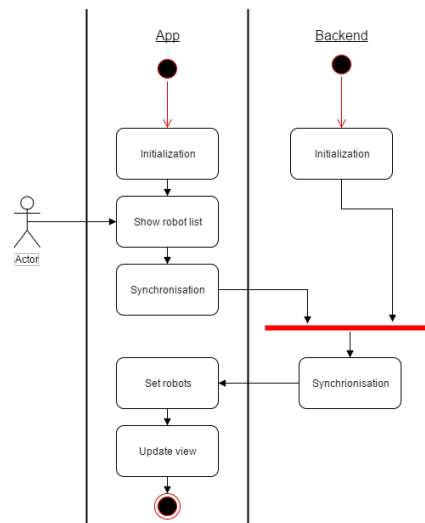 App
Backend
Initialization
Initialization
Show robot list
Actor
Synchronisation
Set robots
Synchrionisation
Update view